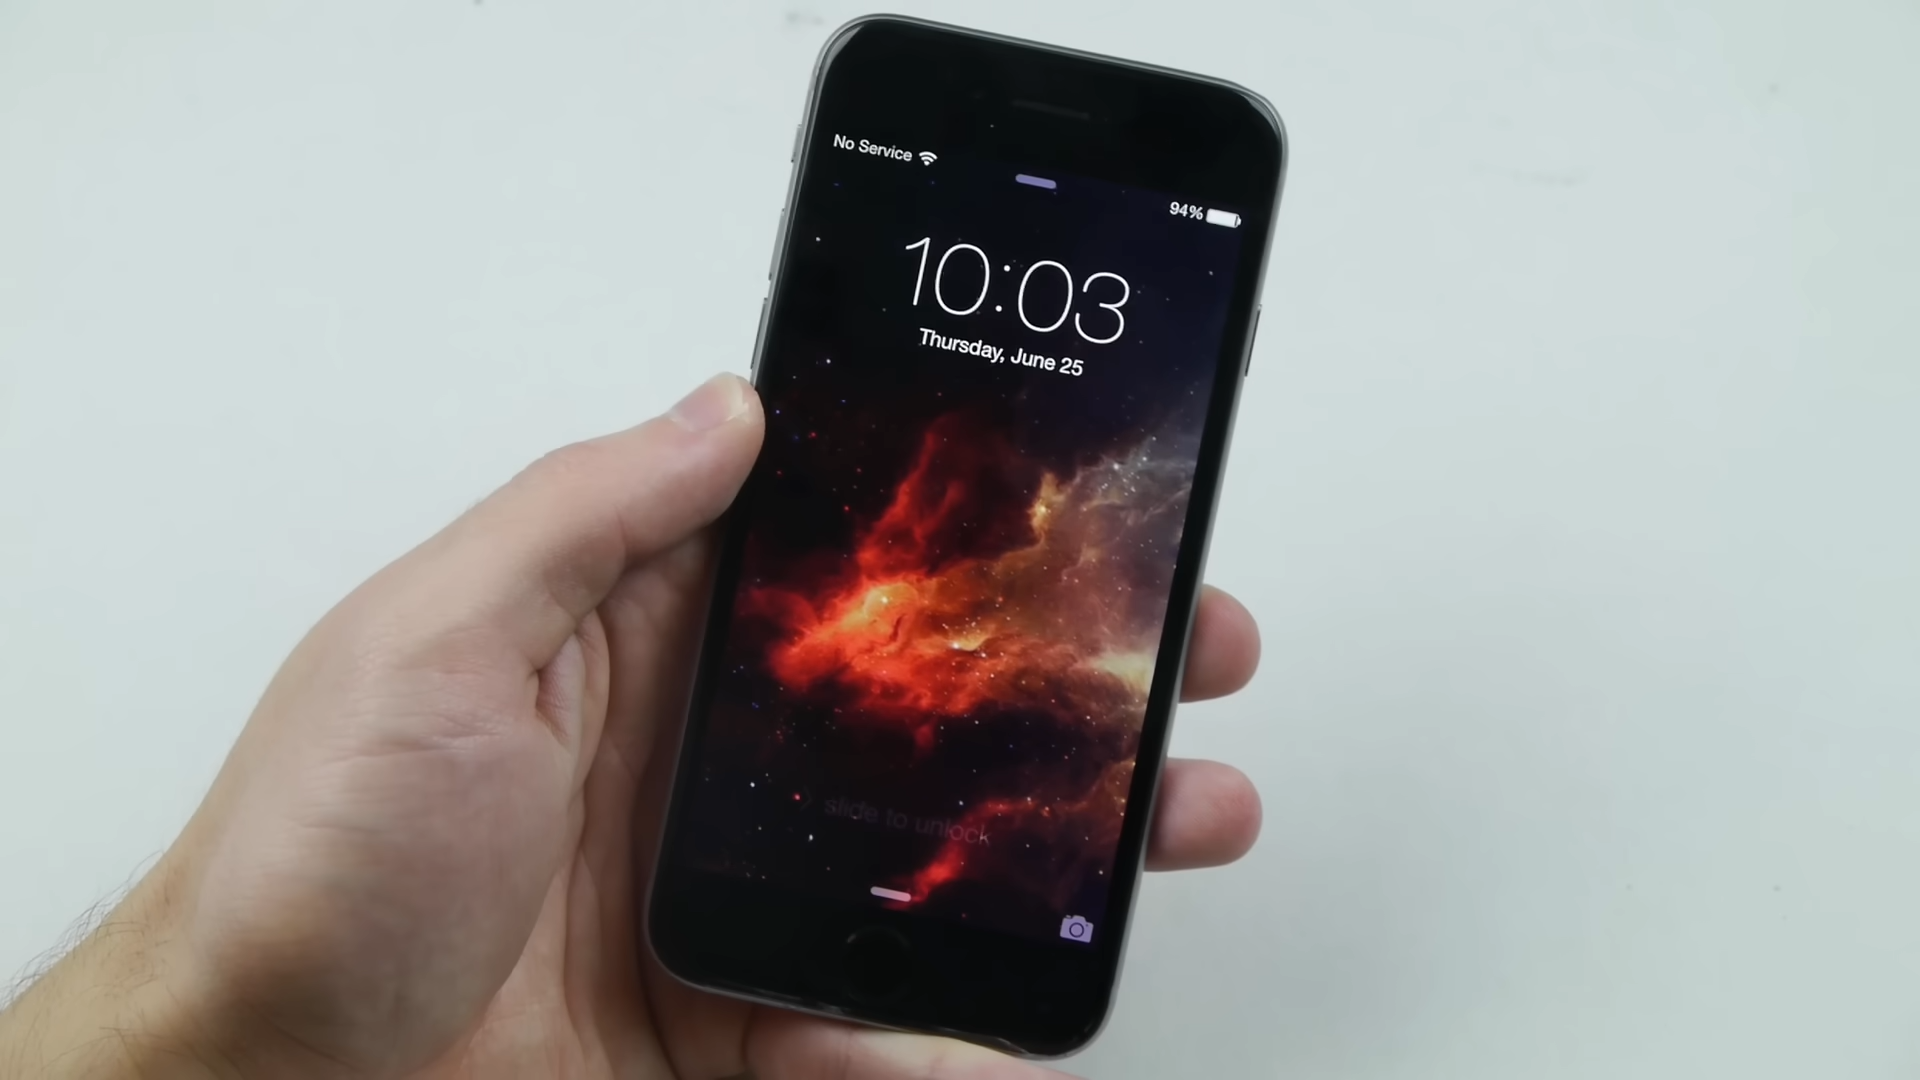 No Service
94%
10:03
Thursday, June 25
slide to unlock